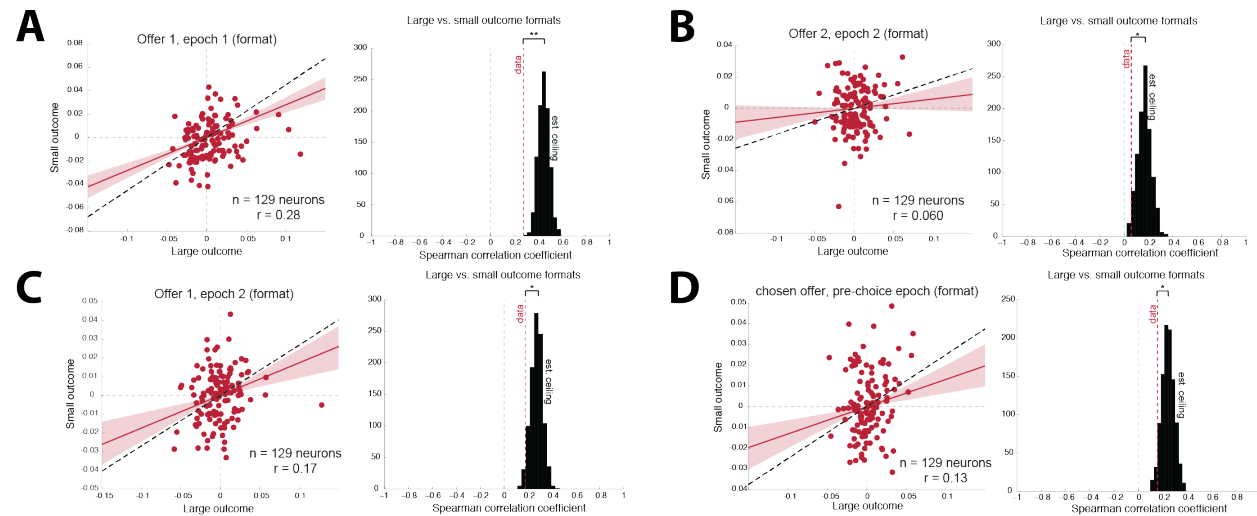 A
Offer 1, epoch 1 (format)
Small outcome
0.08
0.06
0.04
0.02
0
-0.02
-0.04
-0.06
-0.08
n = 129 neurons
r = 0.28
-0.1 -0.05 0 0.05 0.1
Large outcome
Large vs. small outcome formats
**
data
est. ceiling
300
250
200
150
100
50
0
-1 -0.8 -0.6 -0.4 -0.2 0 0.2 0.4 0.6 0.8 1
Spearman correlation coefficient
B
Offer 2, epoch 2 (format)
Small outcome
0.04
0.02
0
-0.02
-0.04
-0.06
-0.08
n = 129 neurons
r = 0.060
-0.1 -0.05 0 0.05 0.1
Large outcome
Large vs. small outcome formats
*
data
est. ceiling
300
250
200
150
100
50
0
-1 -0.8 -0.6 -0.4 -0.2 0 0.2 0.4 0.6 0.8 1
Spearman correlation coefficient
C
Offer 1, epoch 2 (format)
Small outcome
0.05
0.04
0.03
0.02
0.01
0
-0.01
-0.02
-0.03
-0.04
-0.05
n = 129 neurons
r = 0.17
-0.15 -0.1 -0.05 0 0.05 0.1
Large outcome
Large vs. small outcome formats
*
data
est. ceiling
300
250
200
150
100
50
0
-1 -0.8 -0.6 -0.4 -0.2 0 0.2 0.4 0.6 0.8 1
Spearman correlation coefficient
D
chosen offer, pre-choice epoch (format)
Small outcome
0.05
0.04
0.03
0.02
0.01
0
-0.01
-0.02
-0.03
0.04
n = 129 neurons
r = 0.13
-0.1 -0.05 0 0.05 0.1
Large outcome
Large vs. small outcome formats
*
data
est. ceiling
250
200
150
100
50
0
-1 -0.8 -0.6 -0.4 -0.2 0 0.2 0.4 0.6 0.8
Spearman correlation coefficient